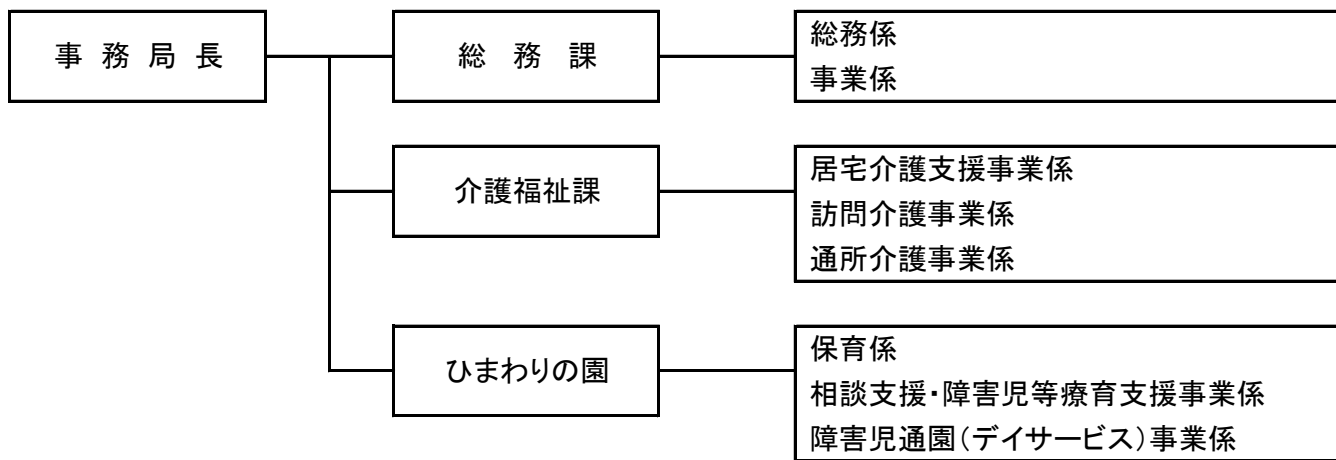 事務局長
総務課
総務係
事業係
介護福祉課
居宅介護支援事業係
訪問介護事業係
通所介護事業係
ひまわりの園
保育係
相談支援・障害児等療育支援事業係
障害児通園（デイサービス）事業係